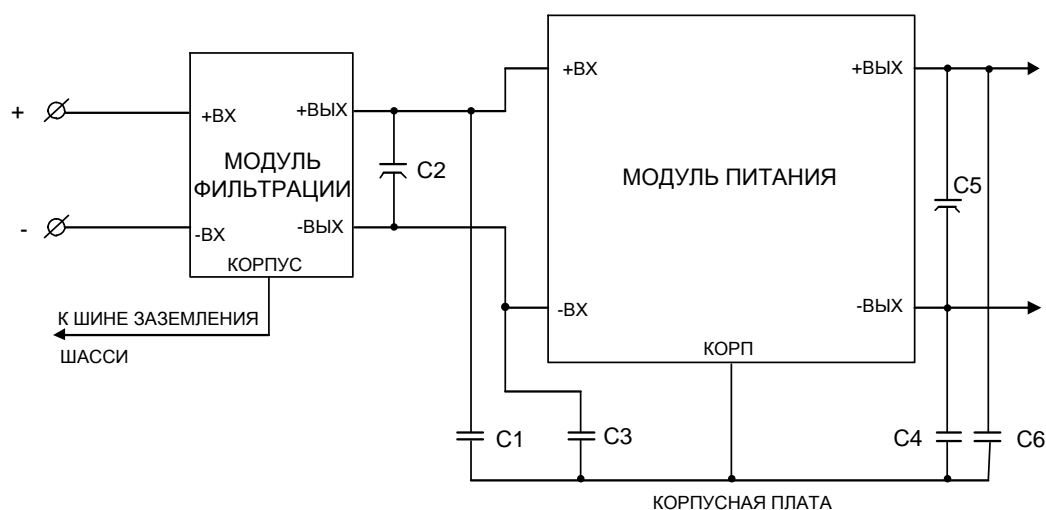 +
-
+ВХ
+ВЫХ
МОДУЛЬ
ФИЛЬТРАЦИИ
-ВХ
-ВЫХ
КОРПУС
К ШИНЕ ЗАЗЕМЛЕНИЯ
ШАССИ
C2
+ВХ
+ВЫХ
МОДУЛЬ ПИТАНИЯ
-ВХ
-ВЫХ
КОРП
C5
C1
C3
C4
C6
КОРПУСНАЯ ПЛАТА